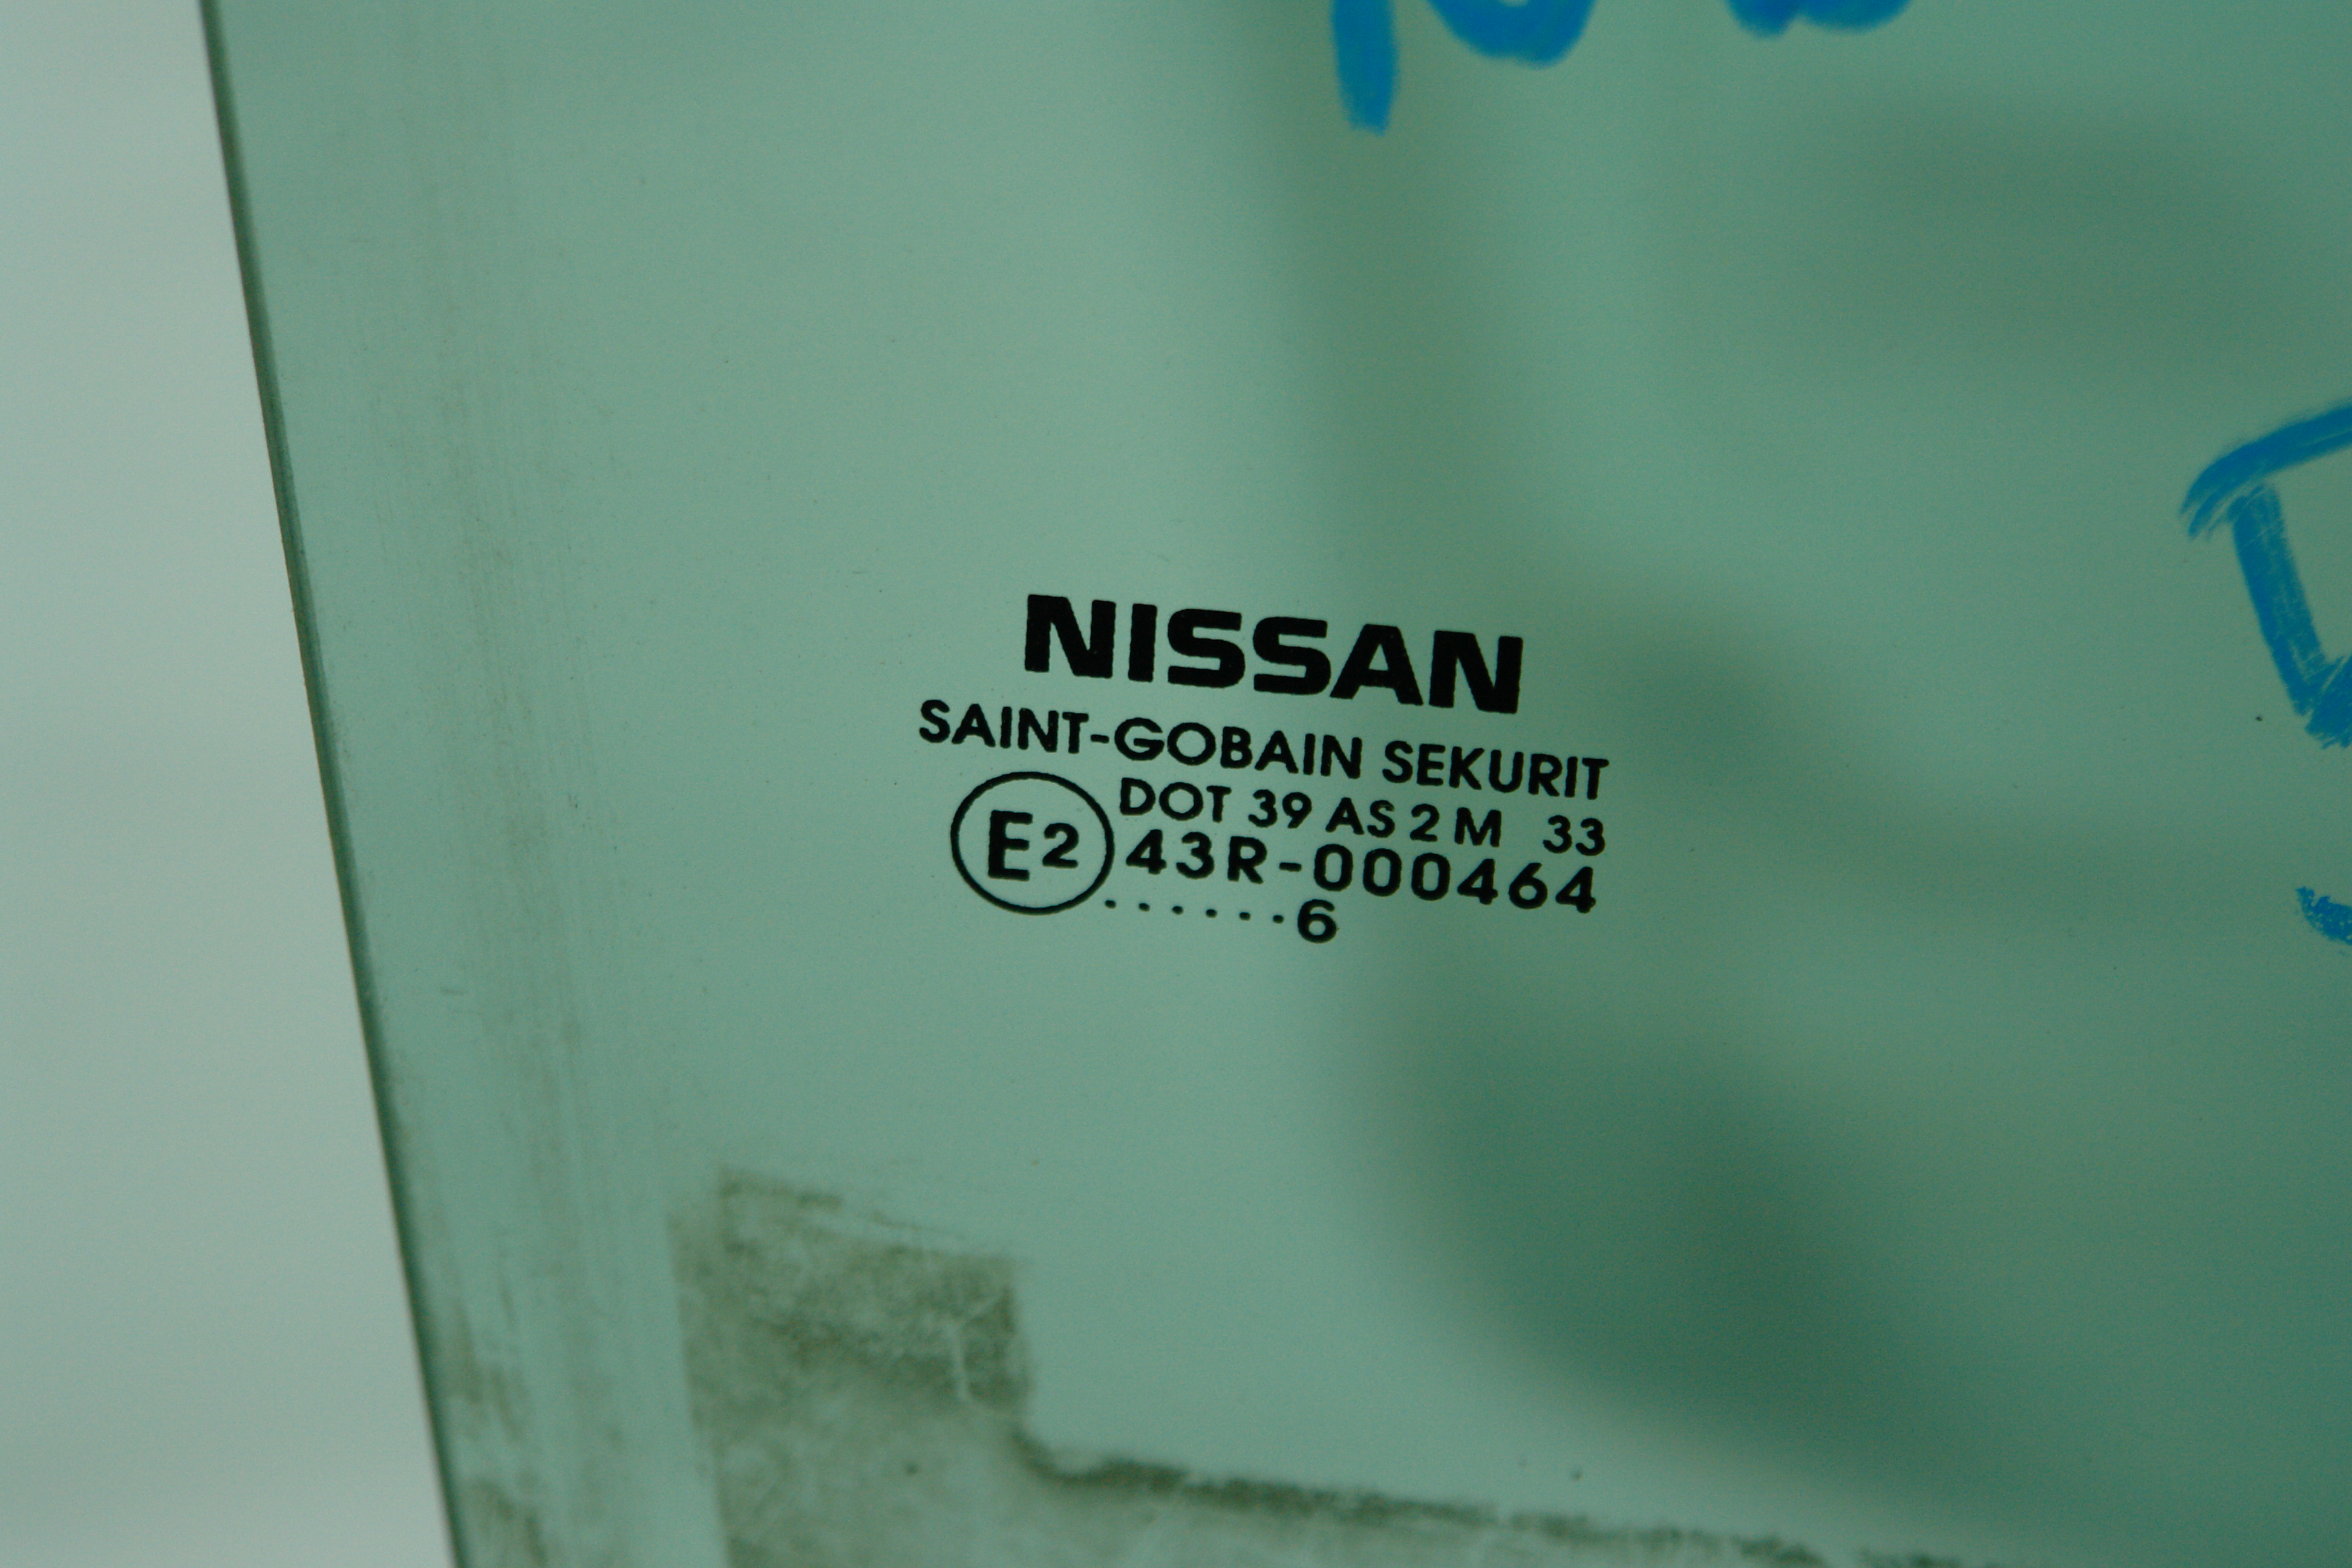 NISSAN
SAINT-GOBAIN SEKURIT
DOT 39 AS 2 M 33
E2 43R-000464
. . . . . . 6